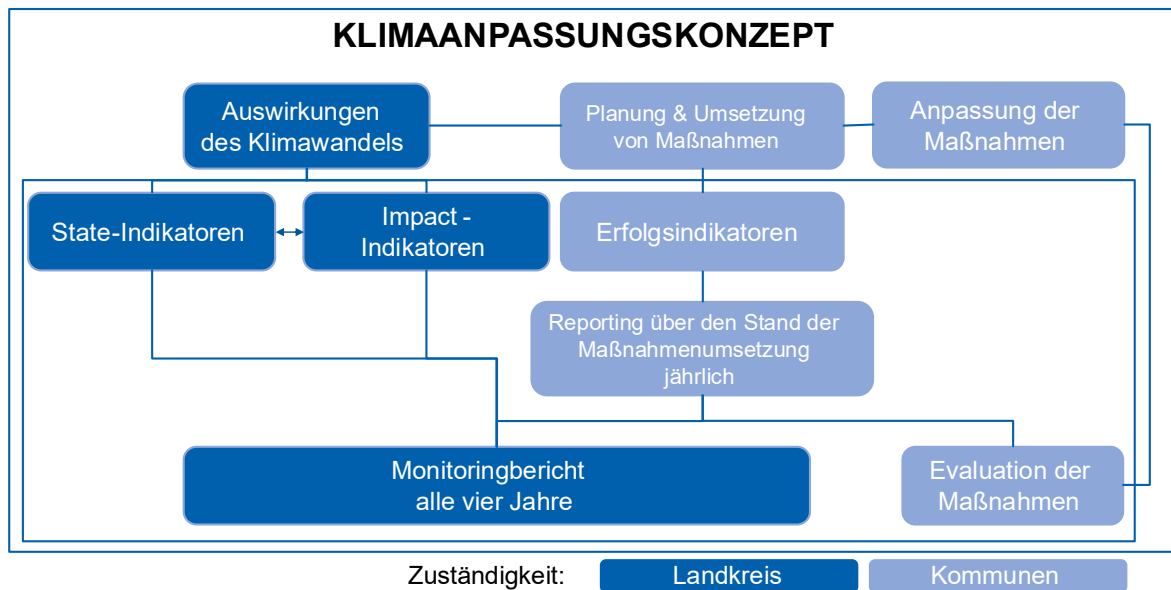 KLIMAANPASSUNGSKONZEPT
Auswirkungen
des Klimawandels
Planung & Umsetzung
von Maßnahmen
Anpassung der
Maßnahmen
State-Indikatoren
Impact -
Indikatoren
Erfolgsindikatoren
Reporting über den Stand der
Maßnahmenumsetzung
jährlich
Monitoringbericht
alle vier Jahre
Evaluation der
Maßnahmen
Zuständigkeit:
Landkreis
Kommunen